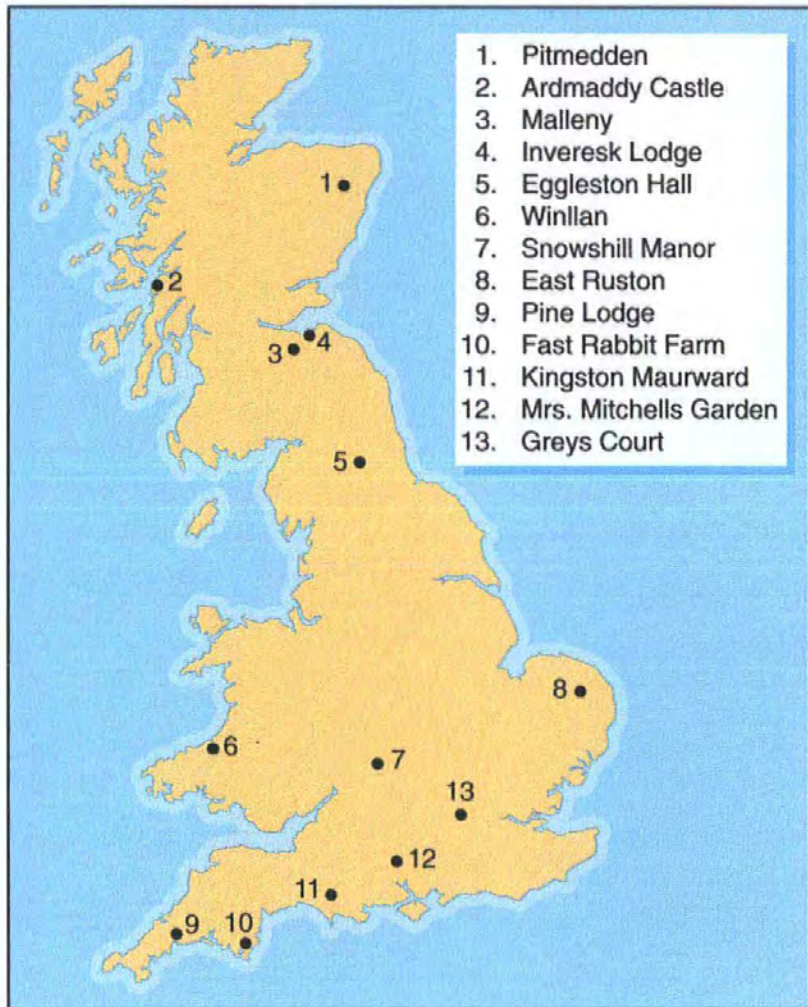 1. Pitmedden
2. Ardmaddy Castle
3. Malleny
4. Inveresk Lodge
5. Eggleston Hall
6. Winllan
7. Snowshill Manor
8. East Ruston
9. Pine Lodge
10. Fast Rabbit Farm
11. Kingston Maurward
12. Mrs. Mitchells Garden
13. Greys Court
1
2
3
4
5
6
7
8
9
10
11
12
13